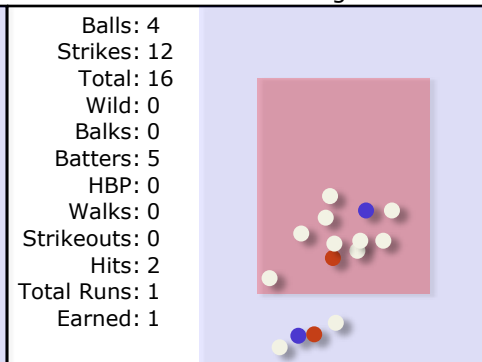 Balls: 4
Strikes: 12
Total: 16
Wild: 0
Balks: 0
Batters: 5
HBP: 0
Walks: 0
Strikeouts: 0
Hits: 2
Total Runs: 1
Earned: 1